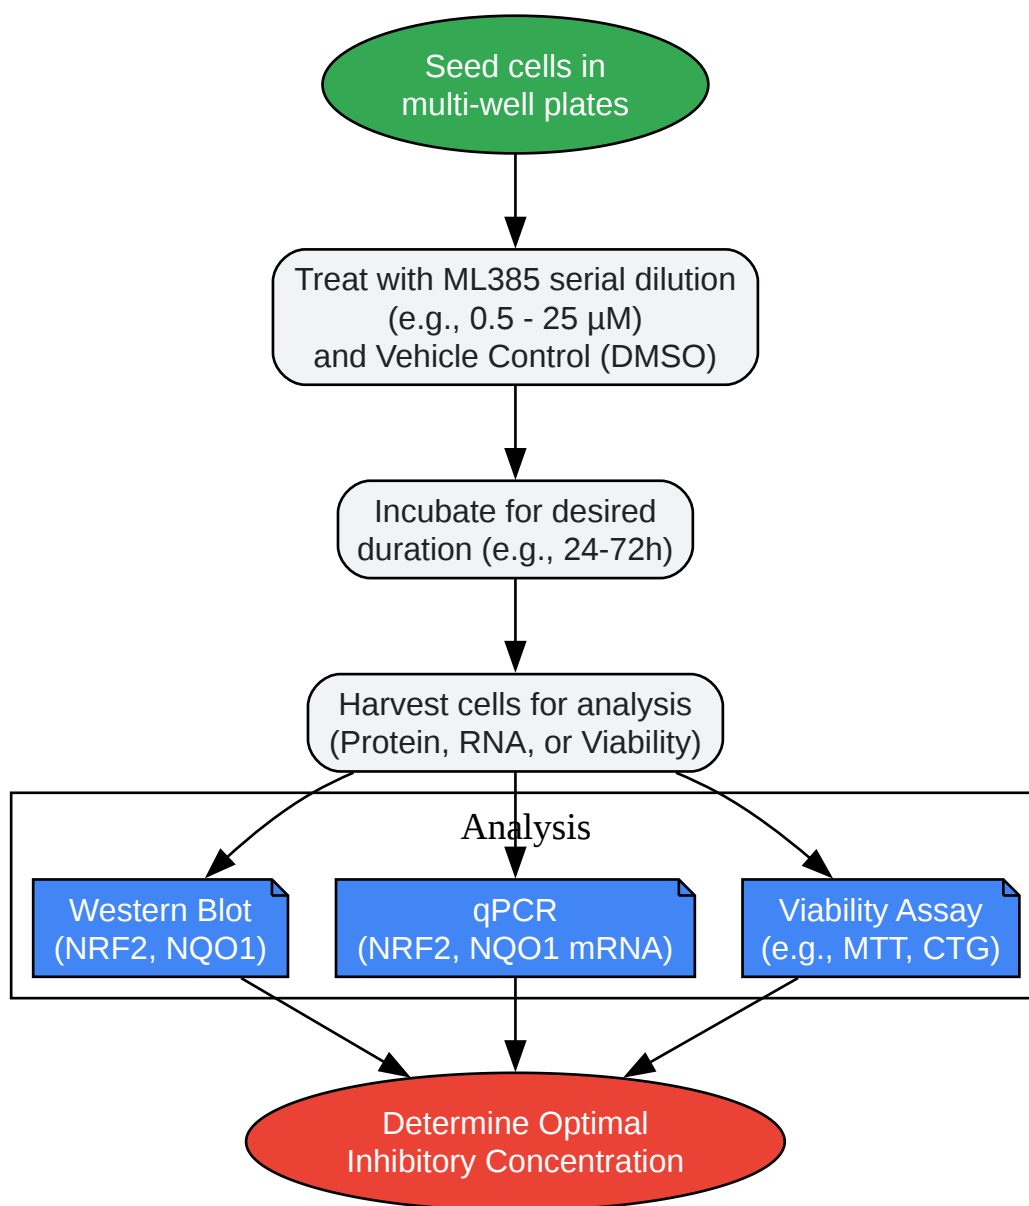 Seed cells in
multi-well plates
Treat with ML385 serial dilution
(e.g., 0.5 - 25 µM)
and Vehicle Control (DMSO)
Incubate for desired
duration (e.g., 24-72h)
Harvest cells for analysis
(Protein, RNA, or Viability)
Analysis
Western Blot
(NRF2, NQO1)
qPCR
(NRF2, NQO1 mRNA)
Viability Assay
(e.g., MTT, CTG)
Determine Optimal
Inhibitory Concentration